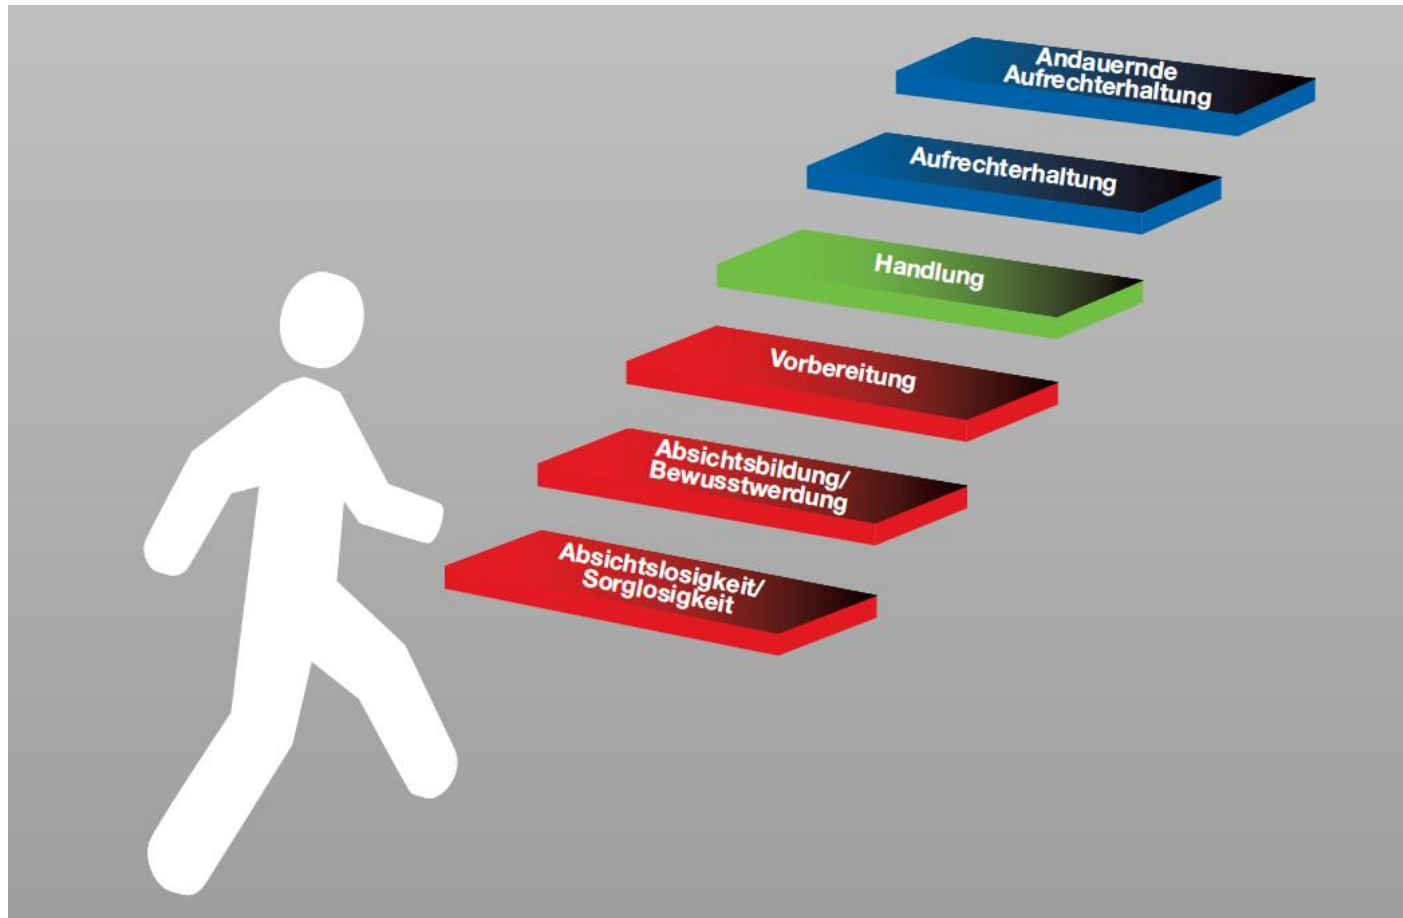 Andauernde
Aufrechterhaltung
Aufrechterhaltung
Handlung
Vorbereitung
Absichtsbildung/
Bewusstwerdung
Absichtslosigkeit/
Sorglosigkeit